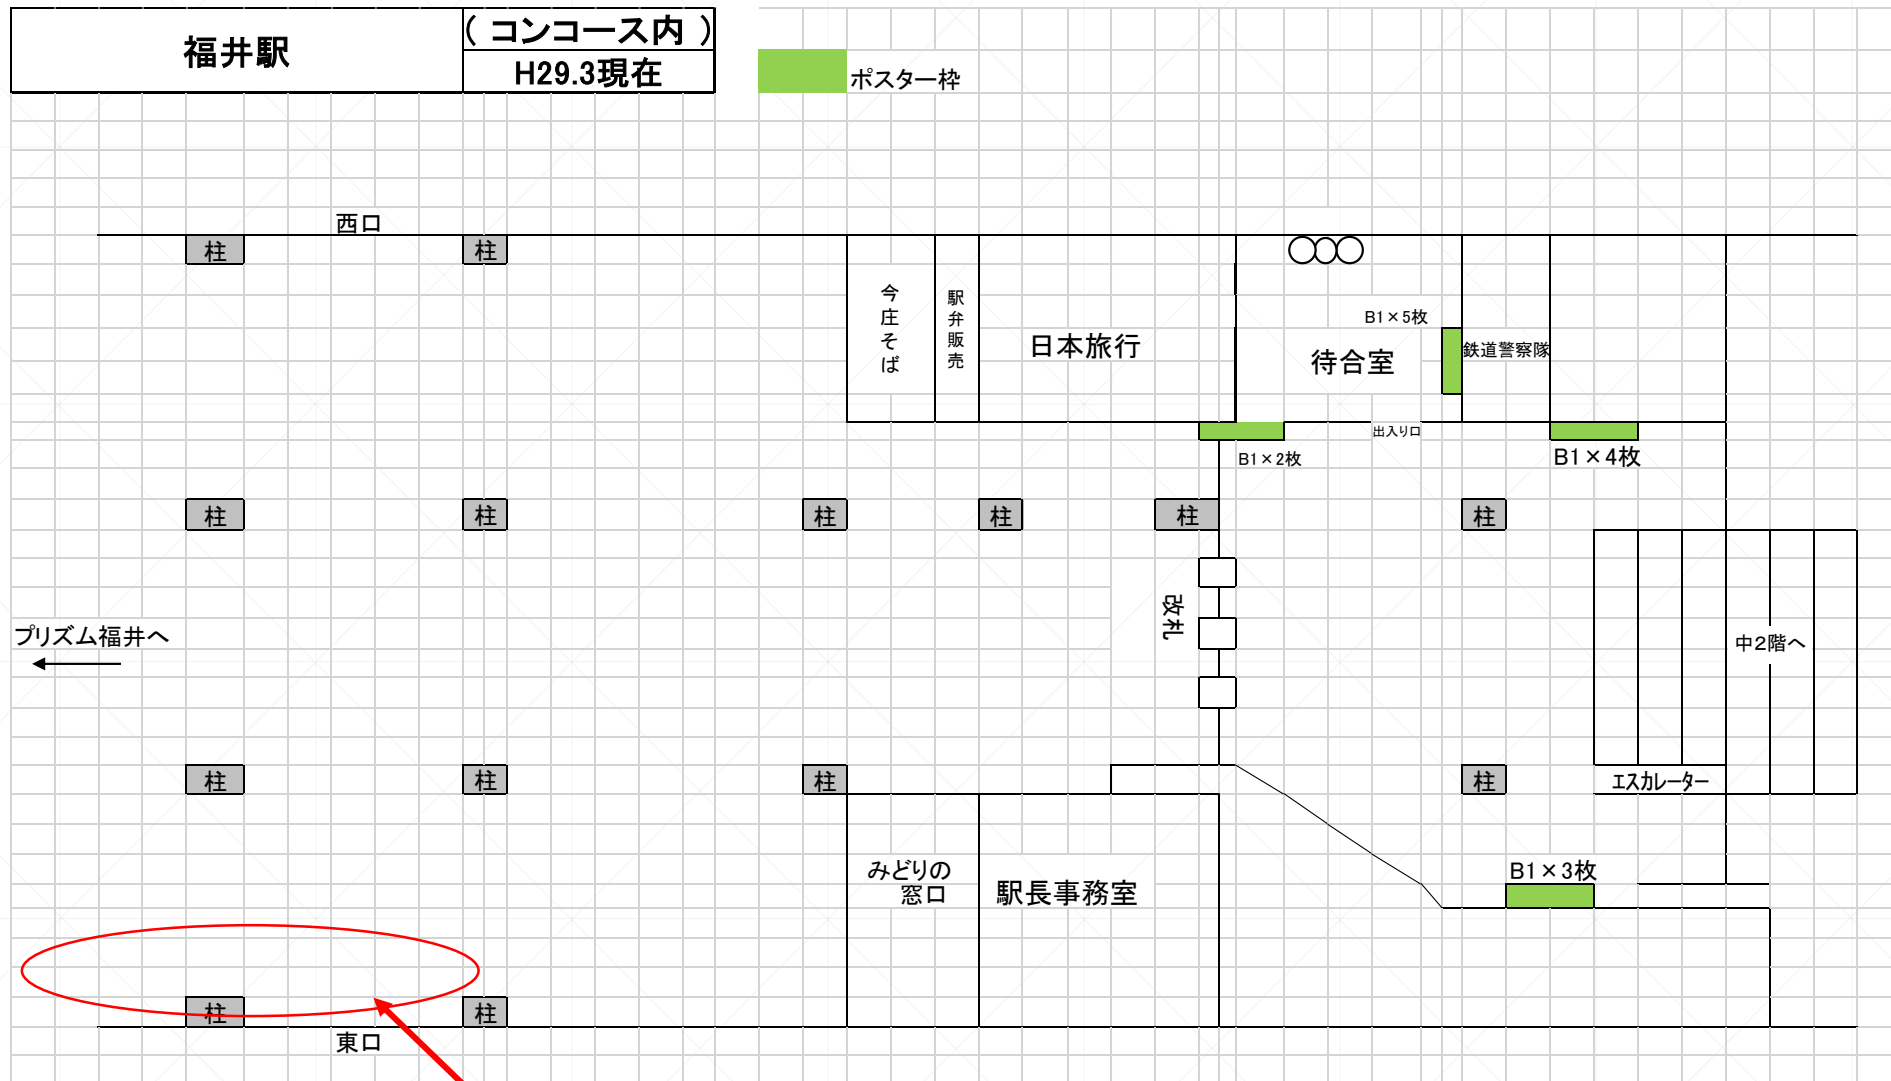 福井駅
( コンコース内 )
H29.3現在
ポスター枠
西口
柱
柱
今庄そば
駅弁販売
日本旅行
B1×5枚
待合室
鉄道警察隊
出入り口
B1×2枚
B1×4枚
柱
柱
柱
柱
柱
柱
改札
プリズム福井へ
中2階へ
柱
柱
柱
柱
エスカレーター
みどりの
窓口
駅長事務室
B1×3枚
柱
柱
東口